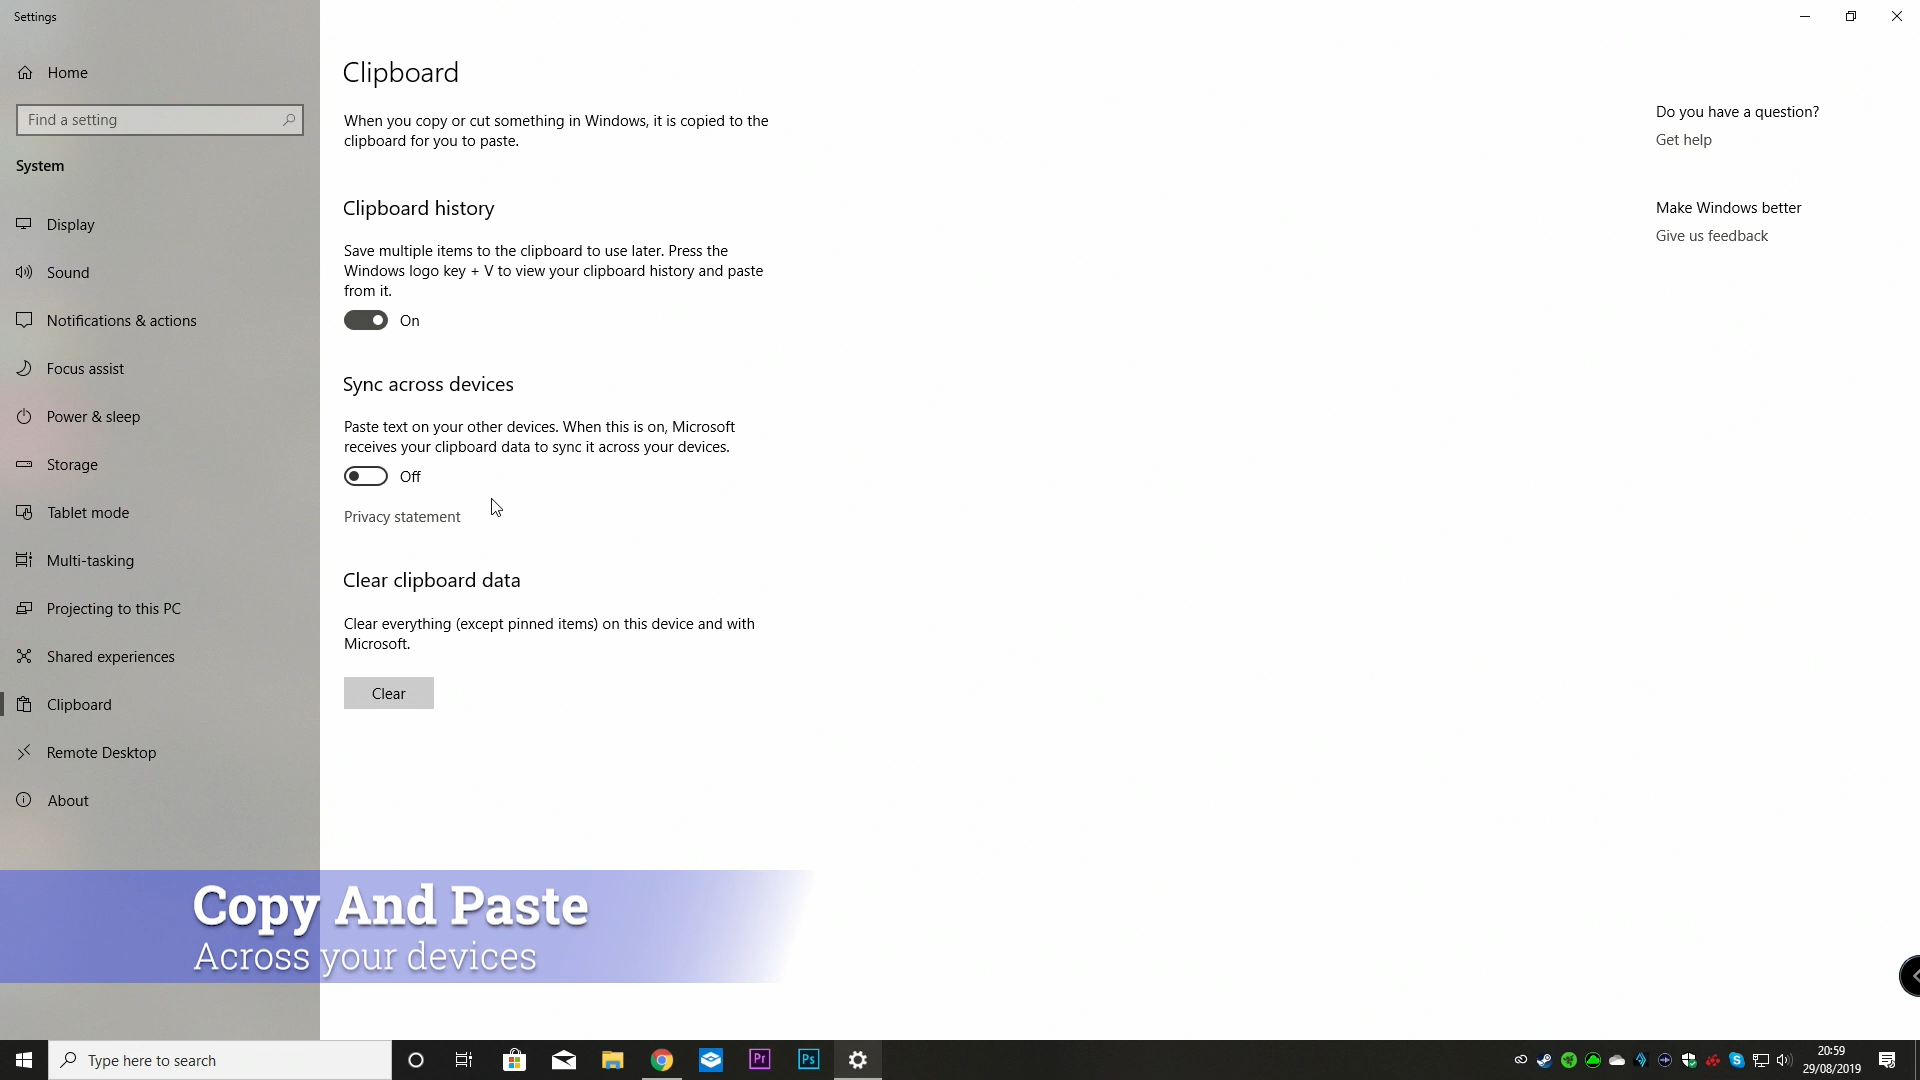 Settings
Home
Find a setting
System
Display
Sound
Notifications & actions
Focus assist
Power & sleep
Storage
Tablet mode
Multi-tasking
Projecting to this PC
Shared experiences
Clipboard
Remote Desktop
About
Clipboard
When you copy or cut something in Windows, it is copied to the
clipboard for you to paste.
Clipboard history
Save multiple items to the clipboard to use later. Press the
Windows logo key + V to view your clipboard history and paste
from it.
On
Sync across devices
Paste text on your other devices. When this is on, Microsoft
receives your clipboard data to sync it across your devices.
Off
Privacy statement
Clear clipboard data
Clear everything (except pinned items) on this device and with
Microsoft.
Clear
Do you have a question?
Get help
Make Windows better
Give us feedback
Copy And Paste
Across your devices
Type here to search
Pr
Ps
20:59
29/08/2019